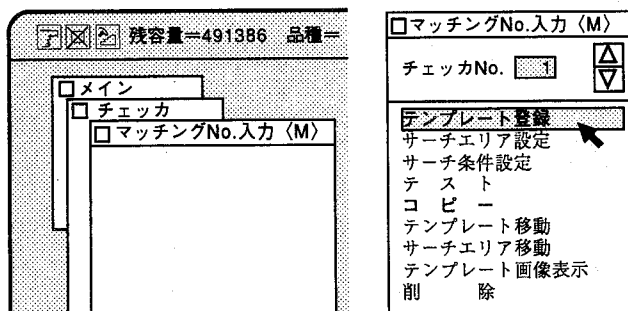 ア 残容量＝491386 品種＝
メイン
チェッカ
マッチングNo.入力〈M〉
マッチングNo.入力〈M〉
チェッカNo. 1
テンプレート登録
サーチエリア設定
サーチ条件設定
テ ス ト
コ ピ ー
テンプレート移動
サーチエリア移動
テンプレート画像表示
削 除